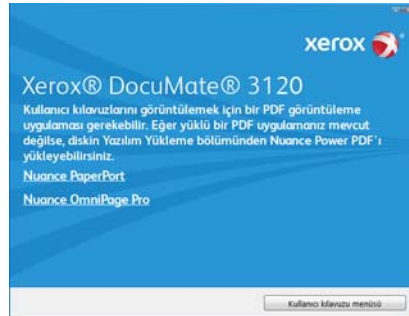 xerox
Xerox® DocuMate® 3120
Kullanıcı kılavuzlarını görüntülemek için bir PDF görüntüleme
uygulaması gerekebilir. Eğer yüklü bir PDF uygulamanız mevcut
değilse, diskin Yazılım Yükleme bölümünden Nuance Power PDF'ı
yükleyebilirsiniz.
Nuance PaperPort
Nuance OmniPage Pro
Kullanıcı kılavuzu menüsü